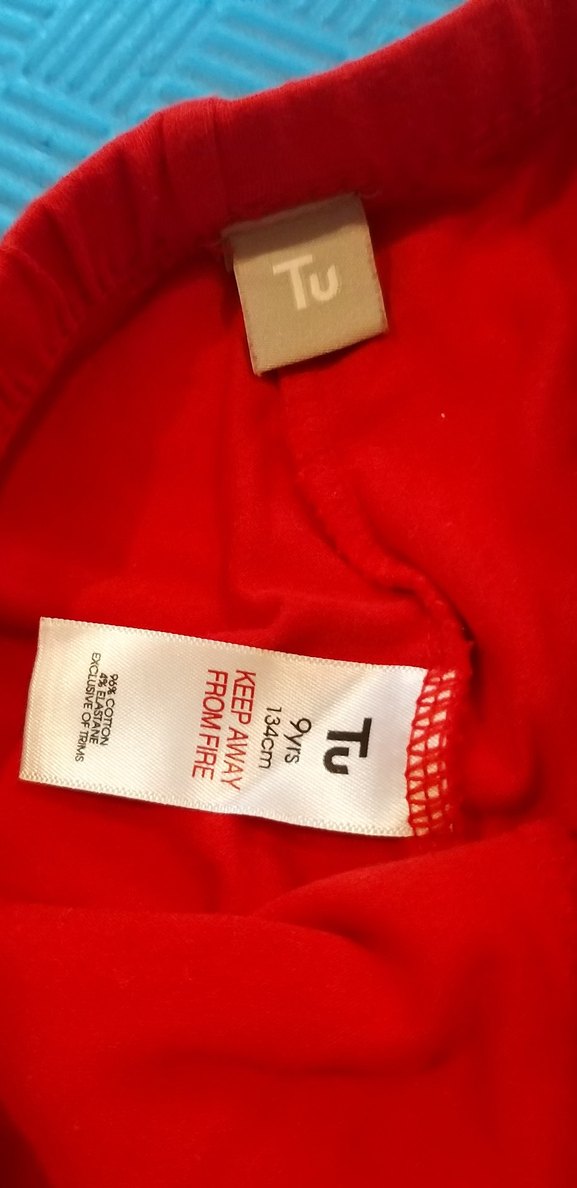 Tu
Tu
9yrs
134cm
KEEP AWAY
FROM FIRE
96% COTTON
4% ELASTANE
EXCLUSIVE OF TRIMS